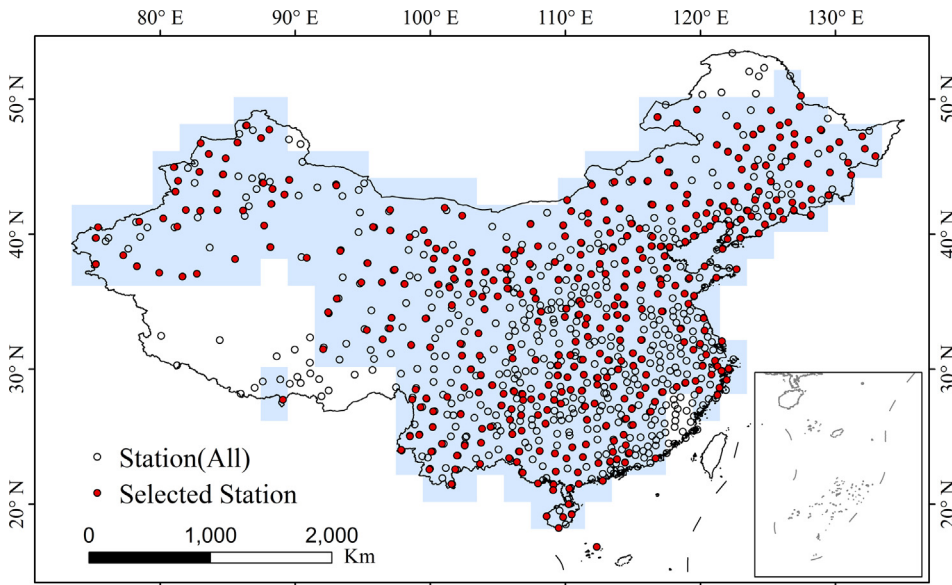 80° E 90° E 100° E 110° E 120° E 130° E
50° N 50° N
40° N 40° N
30° N 30° N
20° N 20° N
Station(All)
Selected Station
0 1,000 2,000
Km